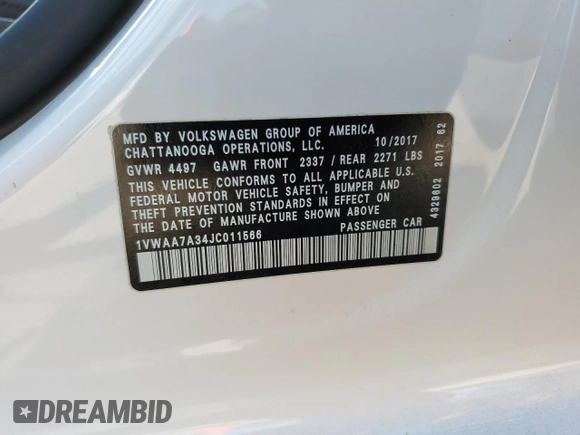 MFD BY VOLKSWAGEN GROUP OF AMERICA
CHATTANOOGA OPERATIONS, LLC. 10/2017
GVWR 4497 GAWR FRONT 2337 / REAR 2271 LBS
THIS VEHICLE CONFORMS TO ALL APPLICABLE U.S.
FEDERAL MOTOR VEHICLE SAFETY, BUMPER AND
THEFT PREVENTION STANDARDS IN EFFECT ON
THE DATE OF MANUFACTURE SHOWN ABOVE.
1VWAA7A34JC011566 PASSENGER CAR
4329602 2017 62
DREAMBID